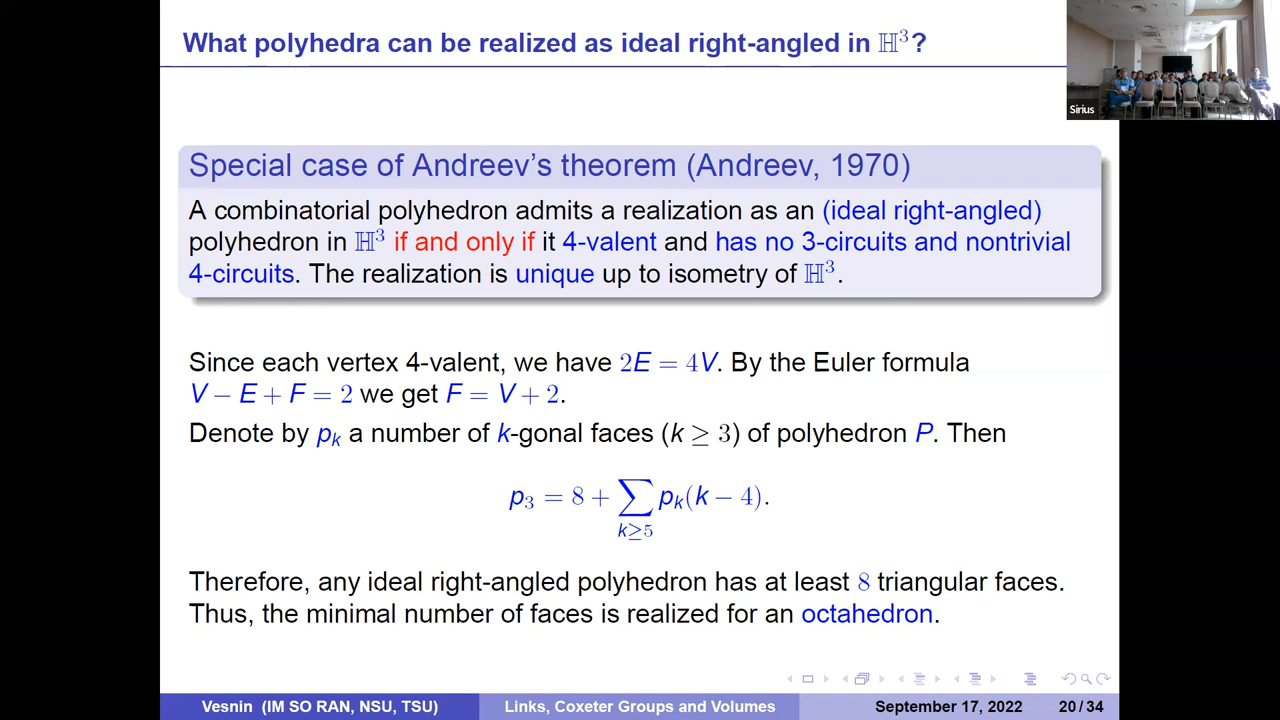 What polyhedra can be realized as ideal right-angled in ℍ³?
Sirius
Special case of Andreev's theorem (Andreev, 1970)
A combinatorial polyhedron admits a realization as an (ideal right-angled)
polyhedron in ℍ³ if and only if it 4-valent and has no 3-circuits and nontrivial
4-circuits. The realization is unique up to isometry of ℍ³.
Since each vertex 4-valent, we have 2E = 4V. By the Euler formula
V − E + F = 2 we get F = V + 2.
Denote by pₖ a number of k-gonal faces (k ≥ 3) of polyhedron P. Then
p₃ = 8 + ∑ pₖ(k − 4).
k≥5
Therefore, any ideal right-angled polyhedron has at least 8 triangular faces.
Thus, the minimal number of faces is realized for an octahedron.
Vesnin (IM SO RAN, NSU, TSU) Links, Coxeter Groups and Volumes September 17, 2022 20 / 34